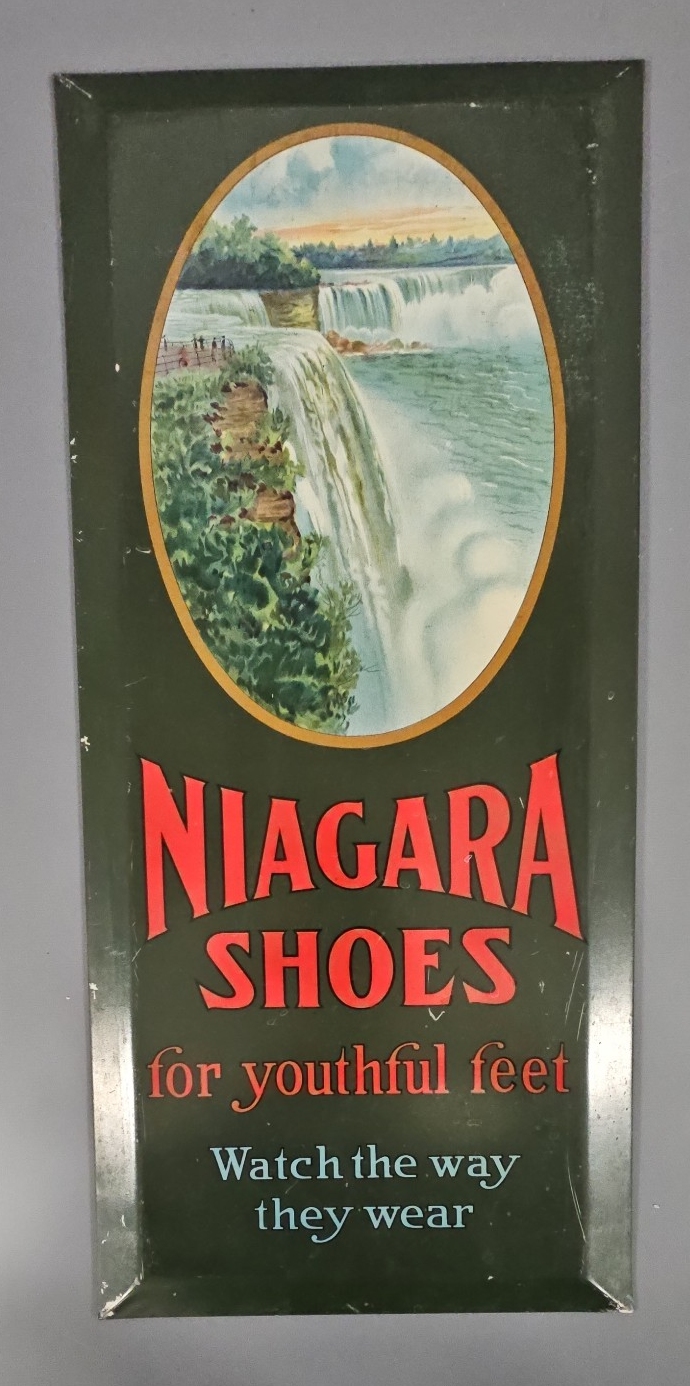 NIAGARA
SHOES
for youthful feet
Watch the way
they wear